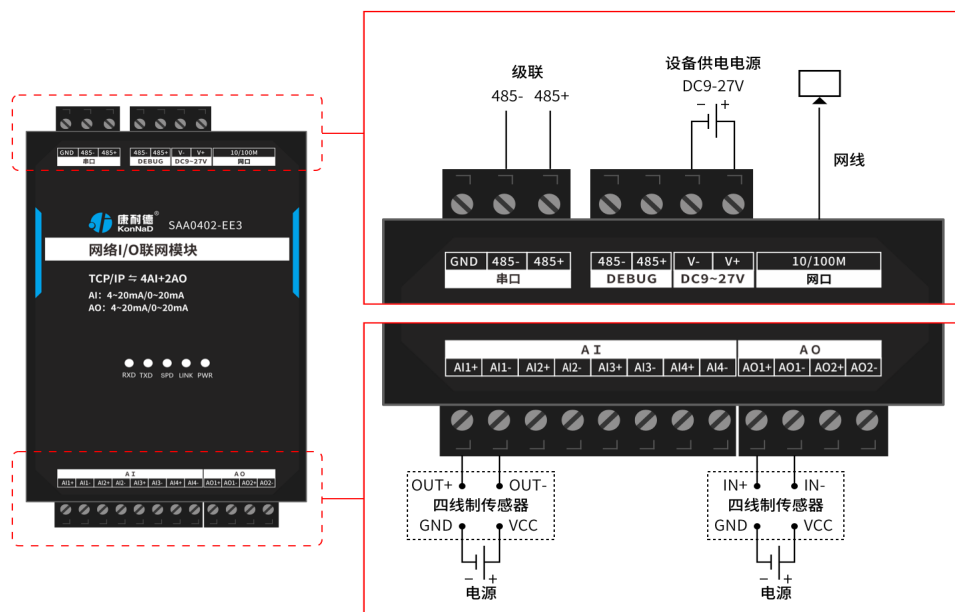 GND 485- 485+ 485- 485+ V- V+ 10/100M
串口 DEBUG DC9~27V 网口
康耐德®
KonNaD
SAA0402-EE3
网络I/O联网模块
TCP/IP ⇋ 4AI+2AO
AI: 4~20mA/0~20mA
AO: 4~20mA/0~20mA
RXD TXD SPD LINK PWR
AI AO
AI1+ AI1- AI2+ AI2- AI3+ AI3- AI4+ AI4- AO1+ AO1- AO2+ AO2-
级联
485- 485+
设备供电电源
DC9-27V
− +
网线
GND 485- 485+ 485- 485+ V- V+ 10/100M
串口 DEBUG DC9~27V 网口
AI AO
AI1+ AI1- AI2+ AI2- AI3+ AI3- AI4+ AI4- AO1+ AO1- AO2+ AO2-
OUT+ OUT-
四线制传感器
GND VCC
− +
电源
IN+ IN-
四线制传感器
GND VCC
− +
电源